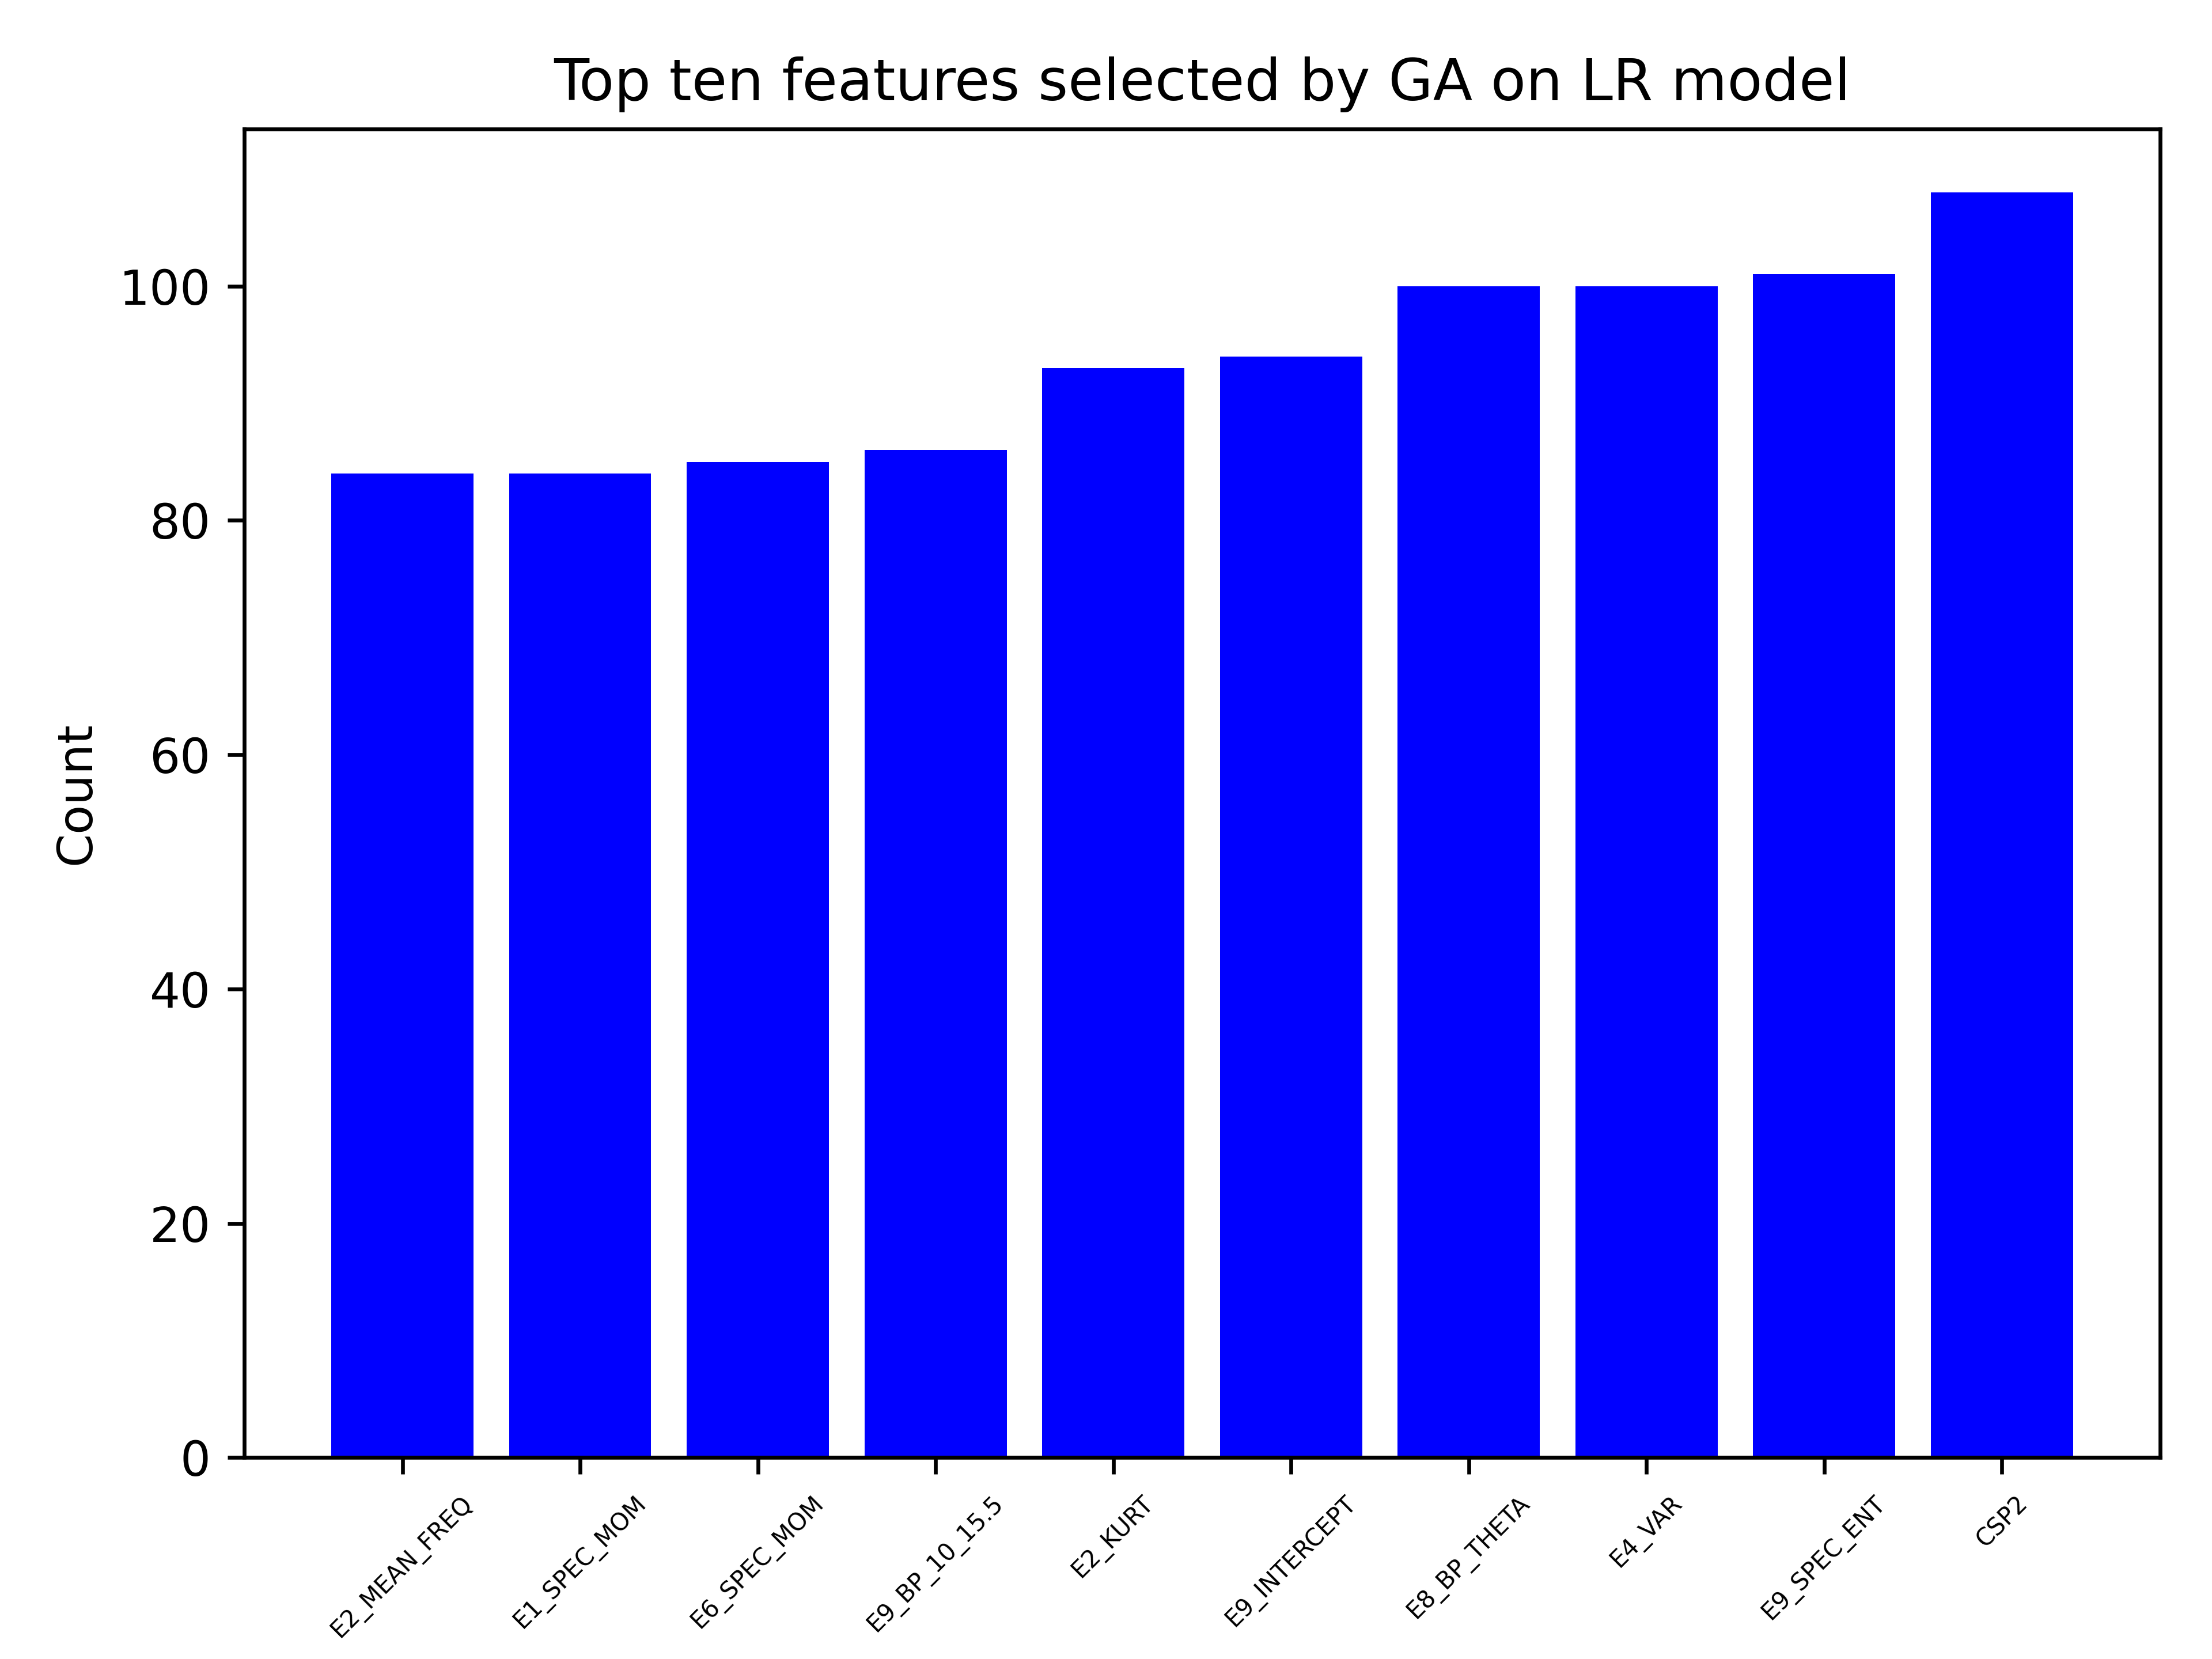 Top ten features selected by GA on LR model
Count
100
80
60
40
20
0
E2_MEAN_FREQ
E1_SPEC_MOM
E6_SPEC_MOM
E9_BP_10_15.5
E2_KURT
E9_INTERCEPT
E8_BP_THETA
E4_VAR
E9_SPEC_ENT
CSP2